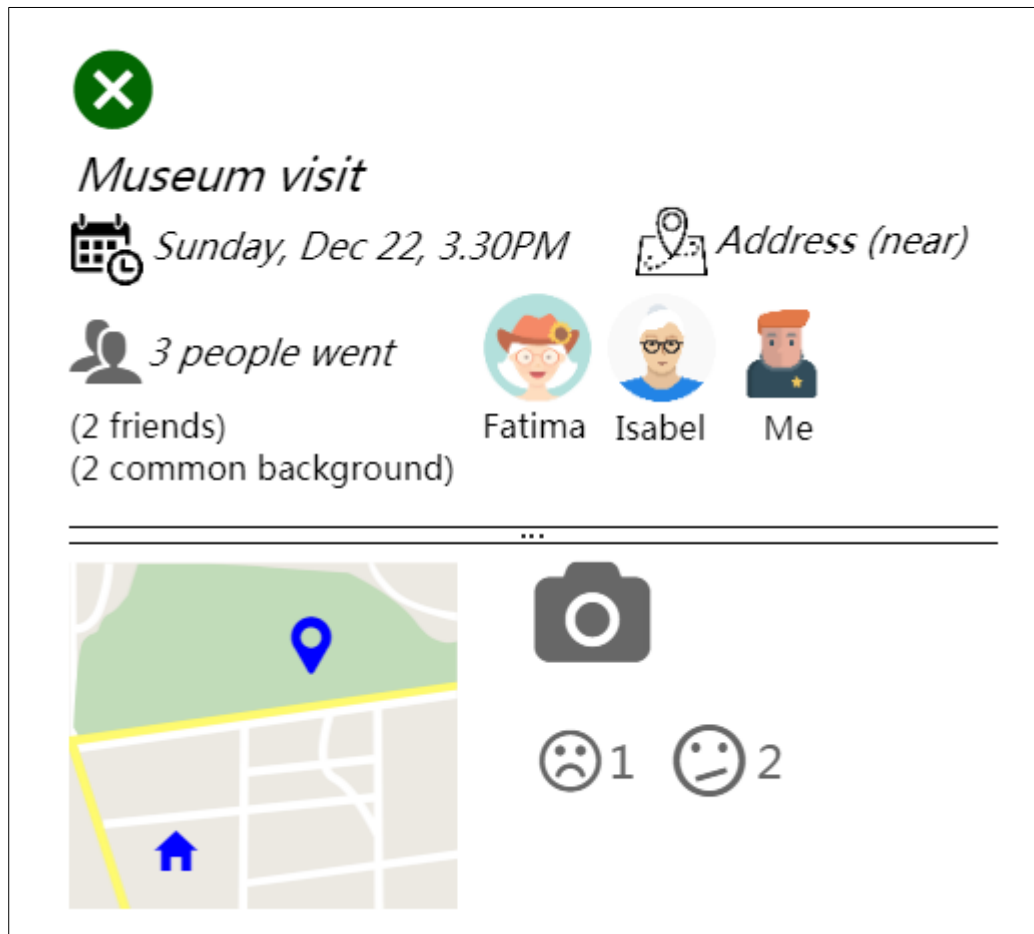 Museum visit
Sunday, Dec 22, 3.30PM
Address (near)
3 people went
(2 friends)
(2 common background)
Fatima
Isabel
Me
...
1
2